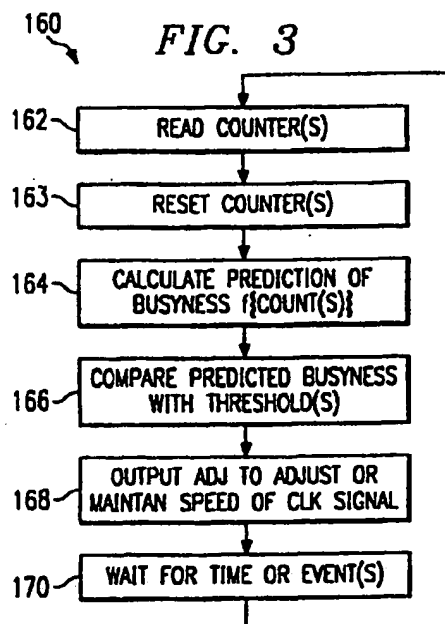 160
FIG. 3
162
READ COUNTER(S)
163
RESET COUNTER(S)
164
CALCULATE PREDICTION OF
BUSYNESS f{COUNT(S)}
166
COMPARE PREDICTED BUSYNESS
WITH THRESHOLD(S)
168
OUTPUT ADJ TO ADJUST OR
MAINTAN SPEED OF CLK SIGNAL
170
WAIT FOR TIME OR EVENT(S)